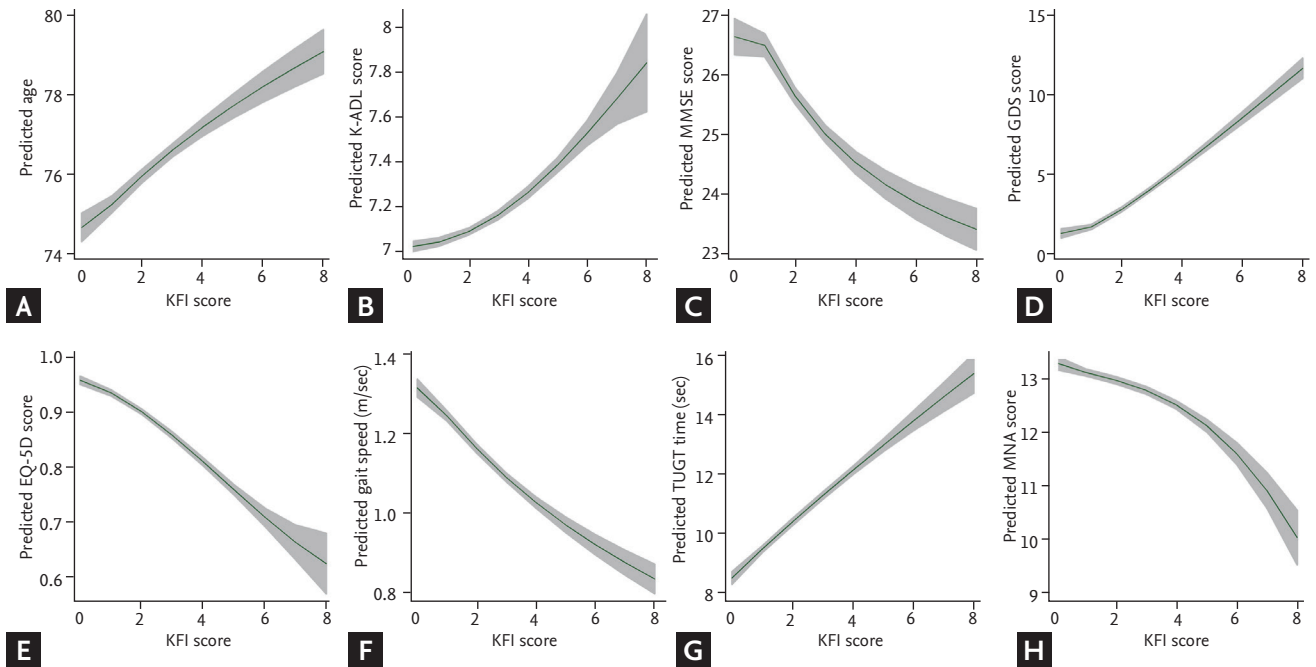 Predicted age
80
78
76
74
0 2 4 6 8
KFI score
A
Predicted K-ADL score
8
7.8
7.6
7.4
7.2
7
0 2 4 6 8
KFI score
B
Predicted MMSE score
27
26
25
24
23
0 2 4 6 8
KFI score
C
Predicted GDS score
15
10
5
0
0 2 4 6 8
KFI score
D
Predicted EQ-5D score
1.0
0.9
0.8
0.7
0.6
0 2 4 6 8
KFI score
E
Predicted gait speed (m/sec)
1.4
1.2
1.0
0.8
0 2 4 6 8
KFI score
F
Predicted TUGT time (sec)
16
14
12
10
8
0 2 4 6 8
KFI score
G
Predicted MNA score
13
12
11
10
9
0 2 4 6 8
KFI score
H